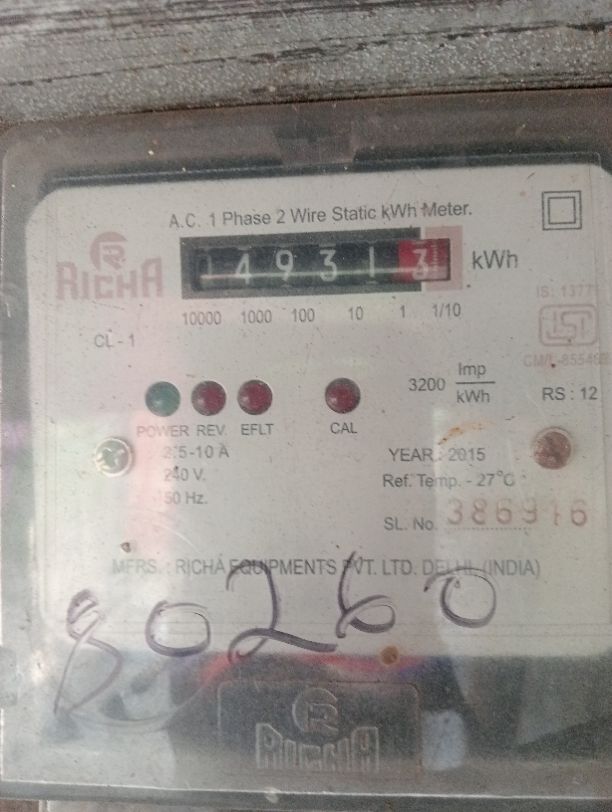 A.C. 1 Phase 2 Wire Static kWh Meter.
RICHA
1 4 9 3 1 3 kWh
10000 1000 100 10 1 1/10
IS: 1377
CL - 1
CM/L-85546
3200 Imp
kWh
RS : 12
POWER REV. EFLT CAL
2.5-10 A
240 V.
50 Hz.
YEAR : 2015
Ref. Temp. - 27°C
SL. No. 386916
MFRS. : RICHA EQUIPMENTS PVT. LTD. DELHI (INDIA)
80260
RICHA